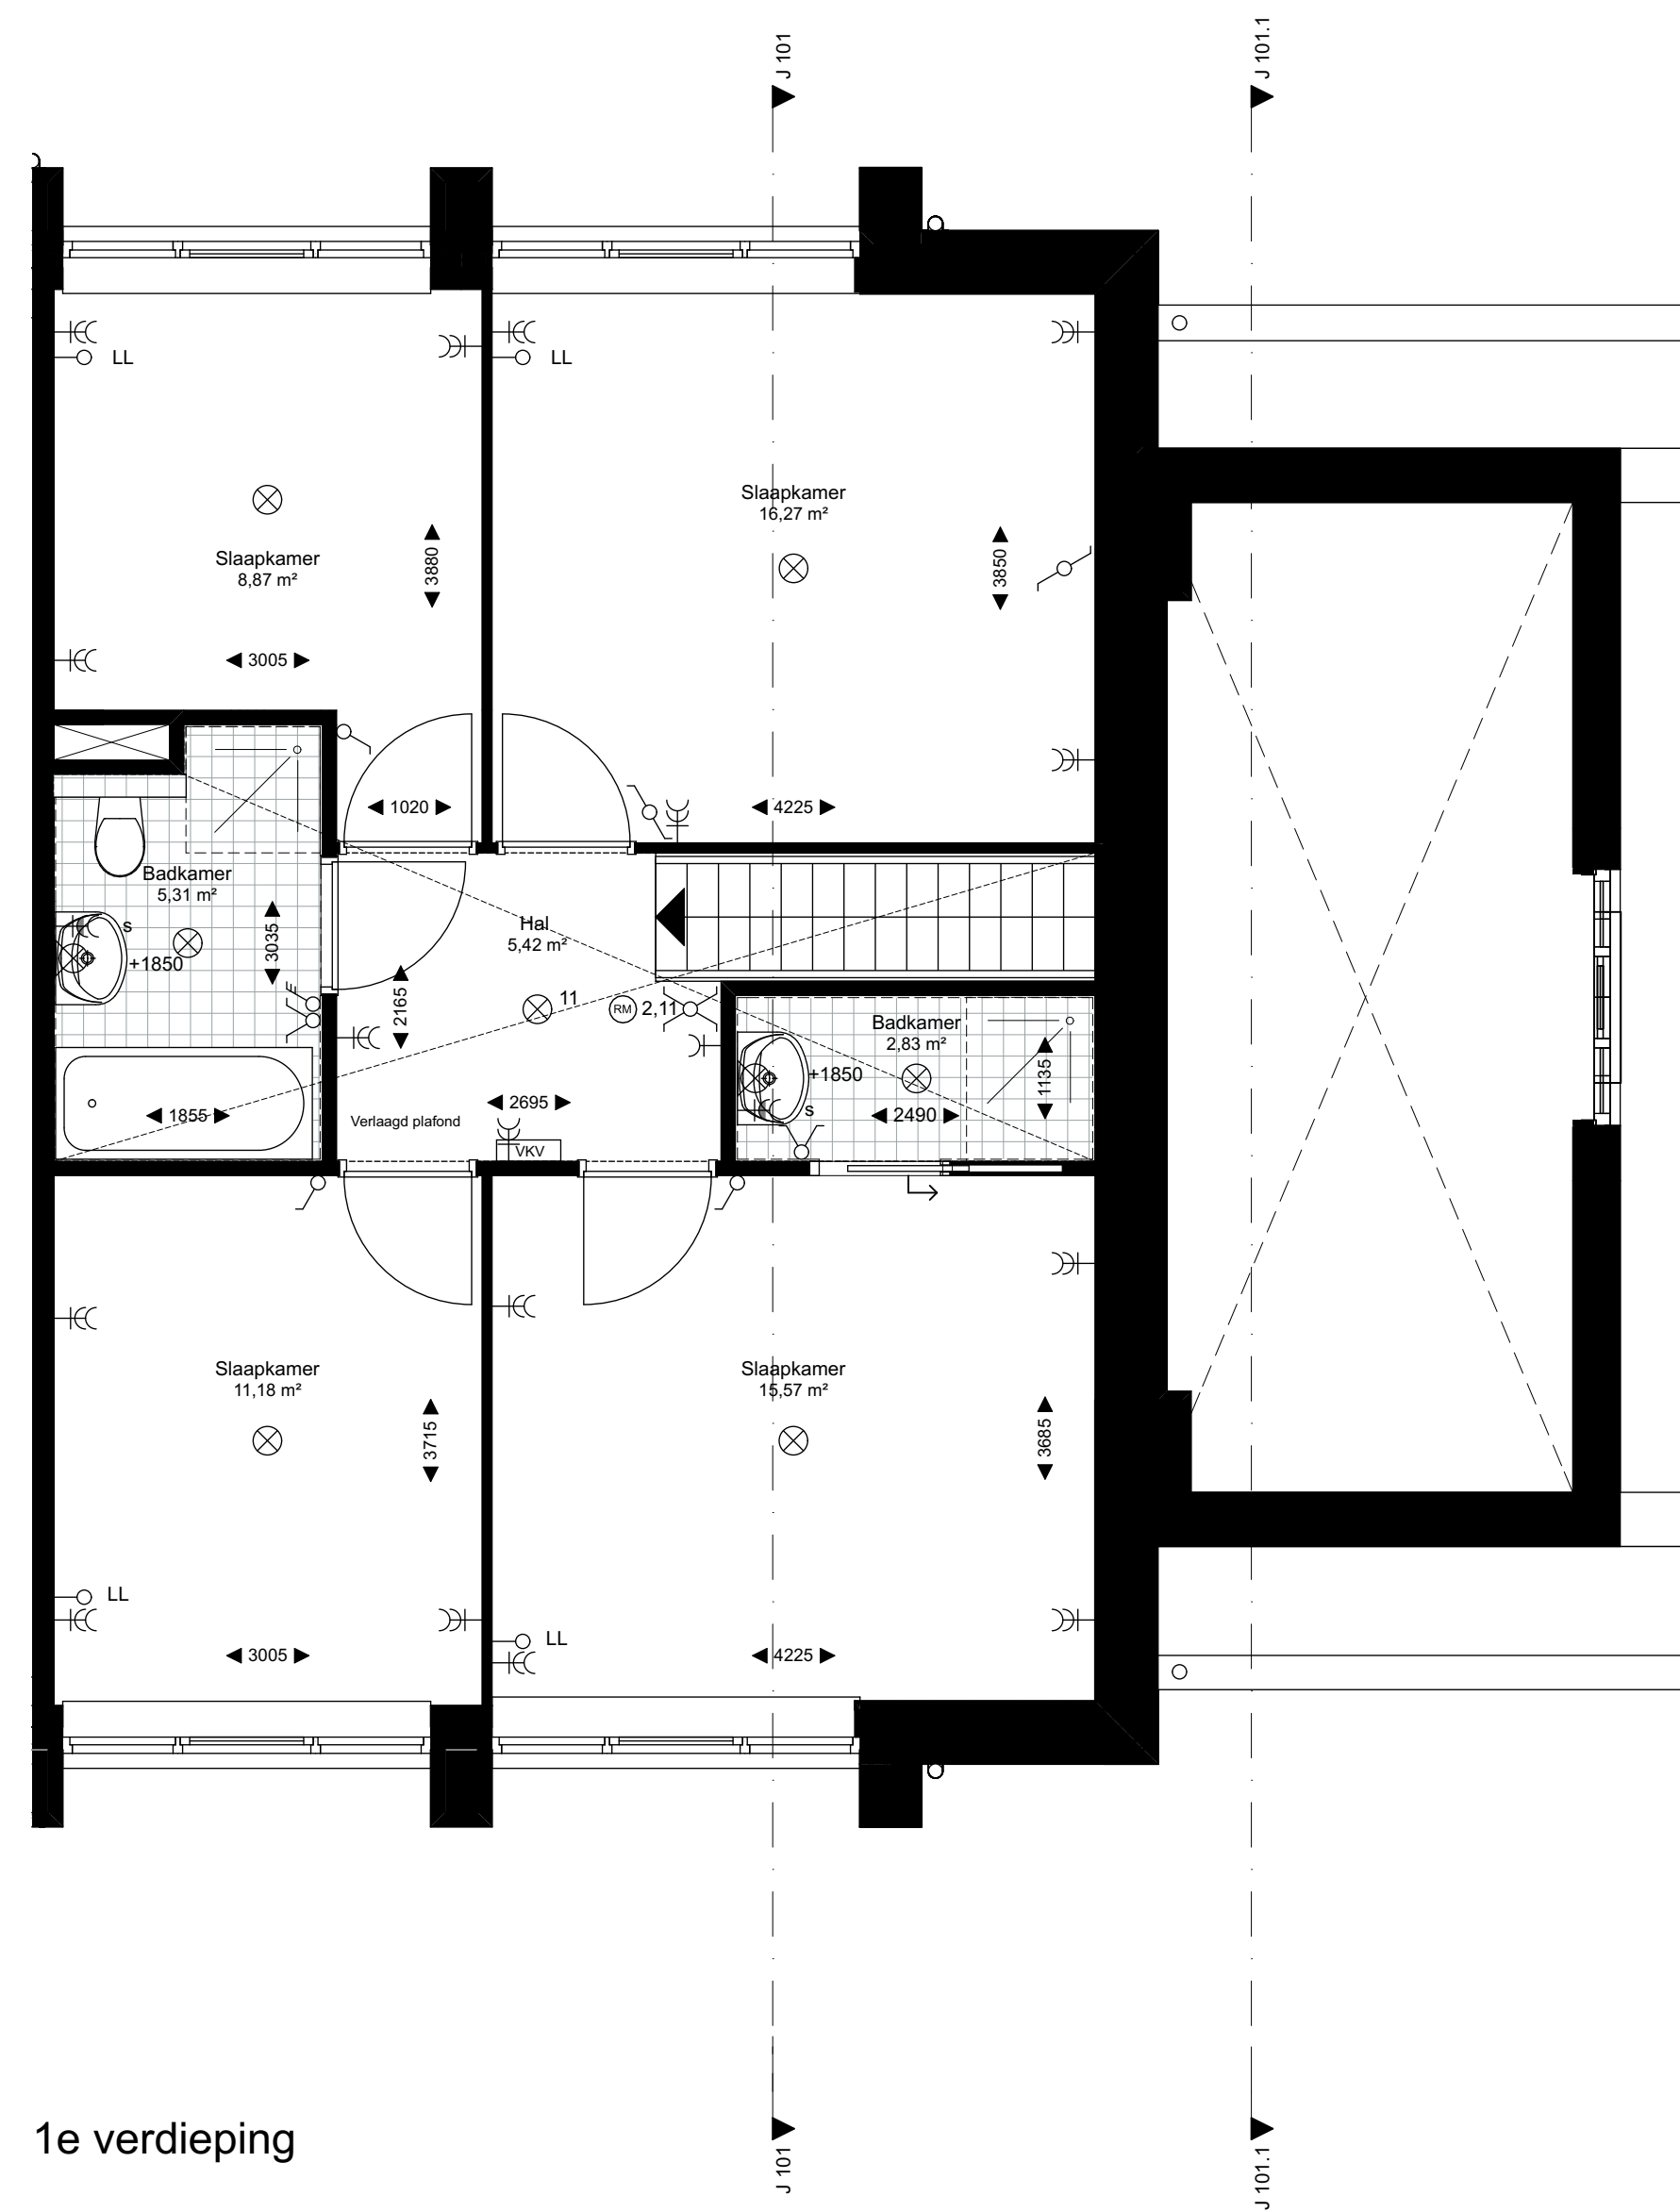 J 101
J 101.1
LL
LL
Slaapkamer
16,27 m²
Slaapkamer
8,87 m²
3880
3850
3005
1020
4225
Badkamer
5,31 m²
s
+1850
3035
Hal
5,42 m²
2165
11
RM
2,11
Badkamer
2,83 m²
+1850
s
1135
2490
1855
Verlaagd plafond
2695
VKV
Slaapkamer
11,18 m²
Slaapkamer
15,57 m²
3715
3685
LL
LL
3005
4225
1e verdieping
J 101
J 101.1